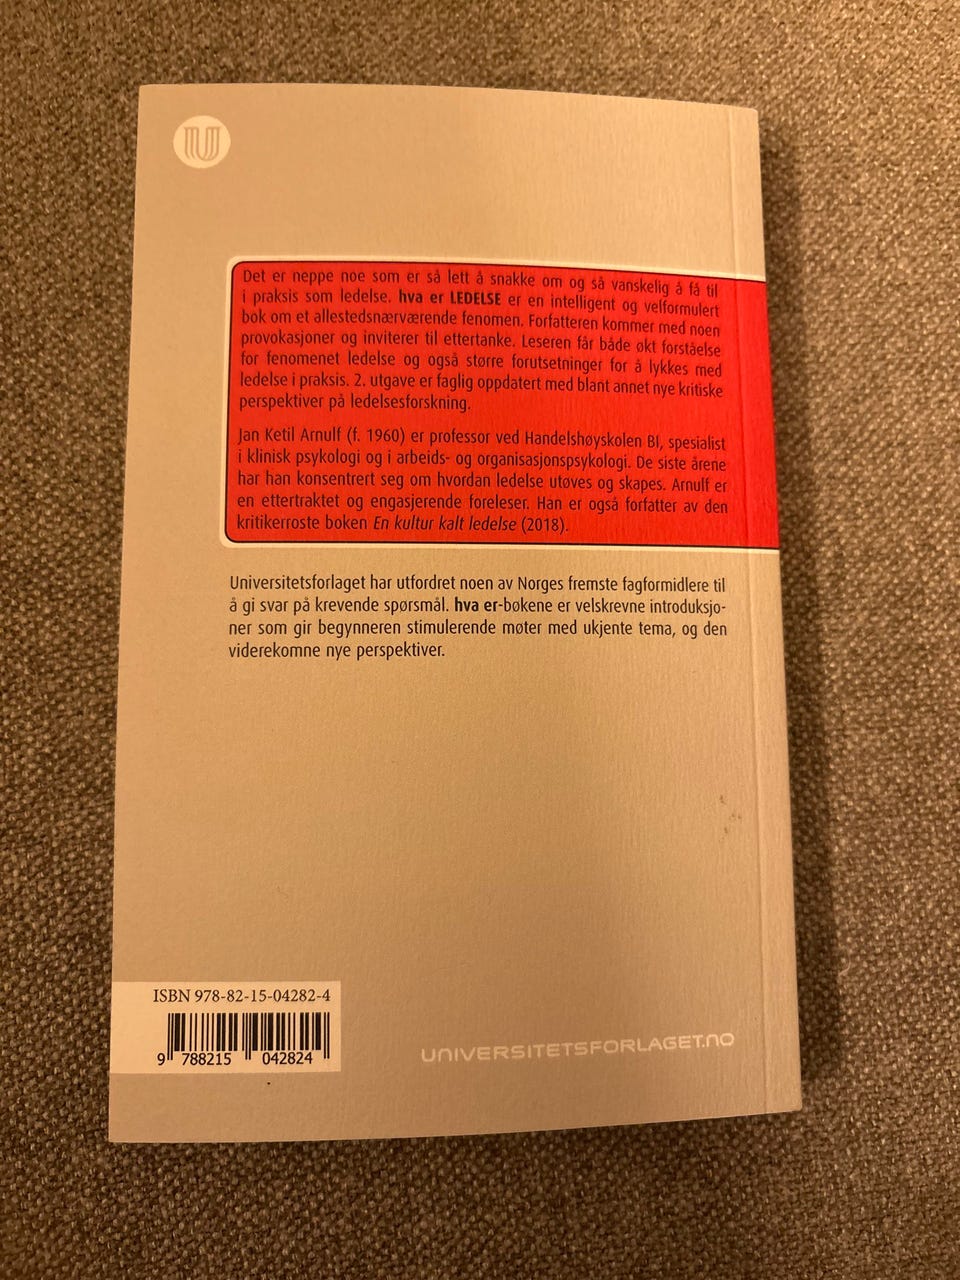 Det er neppe noe som er så lett å snakke om og så vanskelig å få til
i praksis som ledelse. hva er LEDELSE er en intelligent og velformulert
bok om et allestedsnærværende fenomen. Forfatteren kommer med noen
provokasjoner og inviterer til ettertanke. Leseren får både økt forståelse
for fenomenet ledelse og også større forutsetninger for å lykkes med
ledelse i praksis. 2. utgave er faglig oppdatert med blant annet nye kritiske
perspektiver på ledelsesforskning.
Jan Ketil Arnulf (f. 1960) er professor ved Handelshøyskolen BI, spesialist
i klinisk psykologi og i arbeids- og organisasjonspsykologi. De siste årene
har han konsentrert seg om hvordan ledelse utøves og skapes. Arnulf er
en ettertraktet og engasjerende foreleser. Han er også forfatter av den
kritikerroste boken En kultur kalt ledelse (2018).
Universitetsforlaget har utfordret noen av Norges fremste fagformidlere til
å gi svar på krevende spørsmål. hva er-bøkene er velskrevne introduksjo-
ner som gir begynneren stimulerende møter med ukjente tema, og den
viderekomne nye perspektiver.
ISBN 978-82-15-04282-4
9 788215 042824
UNIVERSITETSFORLAGET.NO